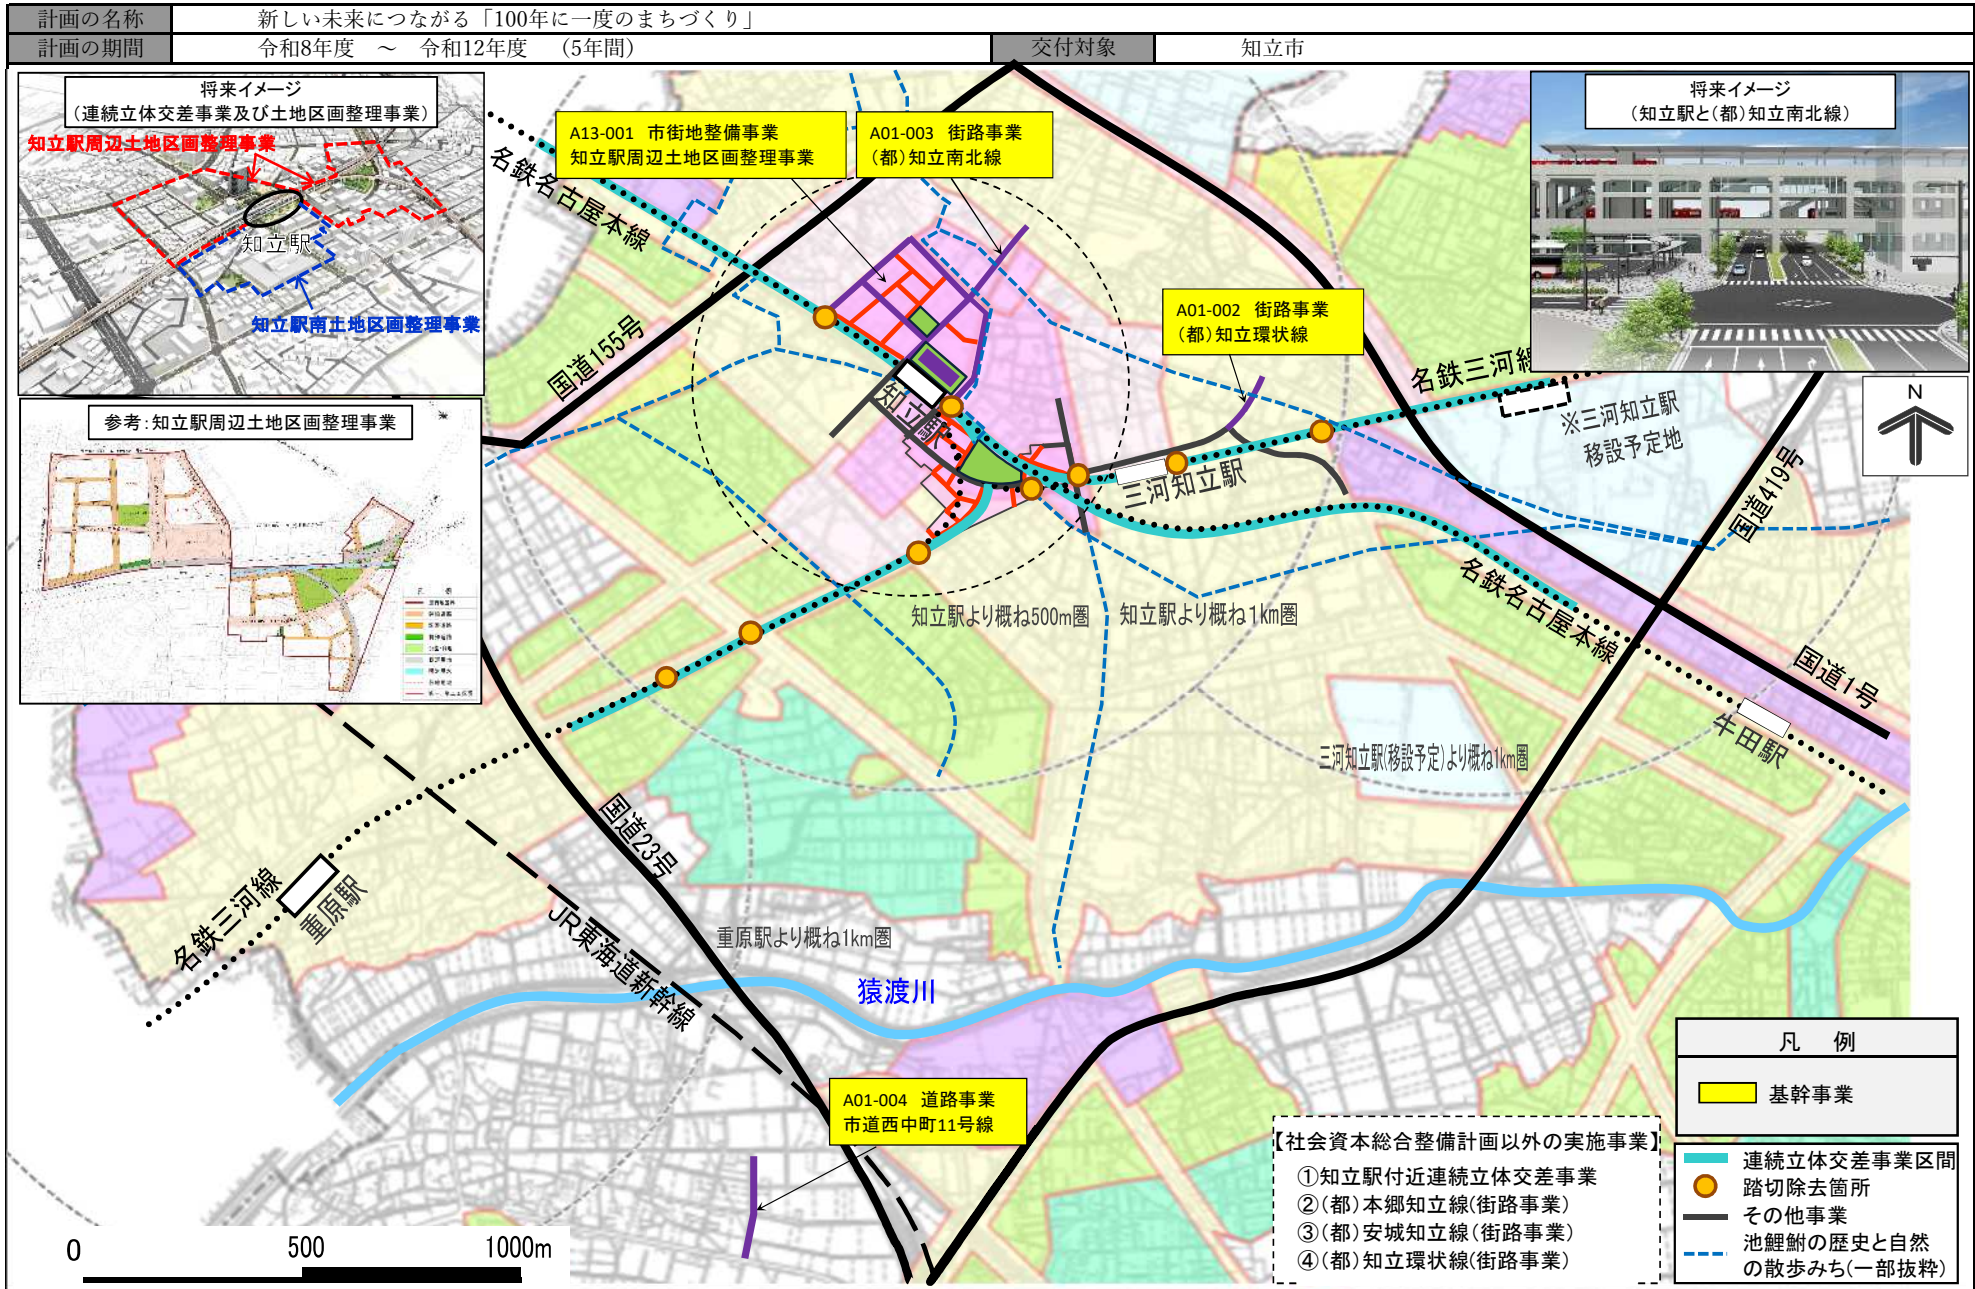 計画の名称
新しい未来につながる「100年に一度のまちづくり」
計画の期間
令和8年度　～　令和12年度　(5年間)
交付対象
知立市
将来イメージ
(連続立体交差事業及び土地区画整理事業)
知立駅周辺土地区画整理事業
知立駅
知立駅南土地区画整理事業
参考:知立駅周辺土地区画整理事業
A13-001 市街地整備事業
知立駅周辺土地区画整理事業
A01-003 街路事業
(都)知立南北線
A01-002 街路事業
(都)知立環状線
将来イメージ
(知立駅と(都)知立南北線)
N
名鉄名古屋本線
国道155号
知立駅
三河知立駅
名鉄三河線
※三河知立駅
移設予定地
国道419号
名鉄名古屋本線
国道1号
牛田駅
知立駅より概ね500m圏
知立駅より概ね1km圏
三河知立駅(移設予定)より概ね1km圏
国道23号
名鉄三河線
重原駅
JR東海道新幹線
重原駅より概ね1km圏
猿渡川
A01-004 道路事業
市道西中町11号線
0
500
1000m
【社会資本総合整備計画以外の実施事業】
①知立駅付近連続立体交差事業
②(都)本郷知立線(街路事業)
③(都)安城知立線(街路事業)
④(都)知立環状線(街路事業)
凡　例
基幹事業
連続立体交差事業区間
踏切除去箇所
その他事業
池鯉鮒の歴史と自然
の散歩みち(一部抜粋)